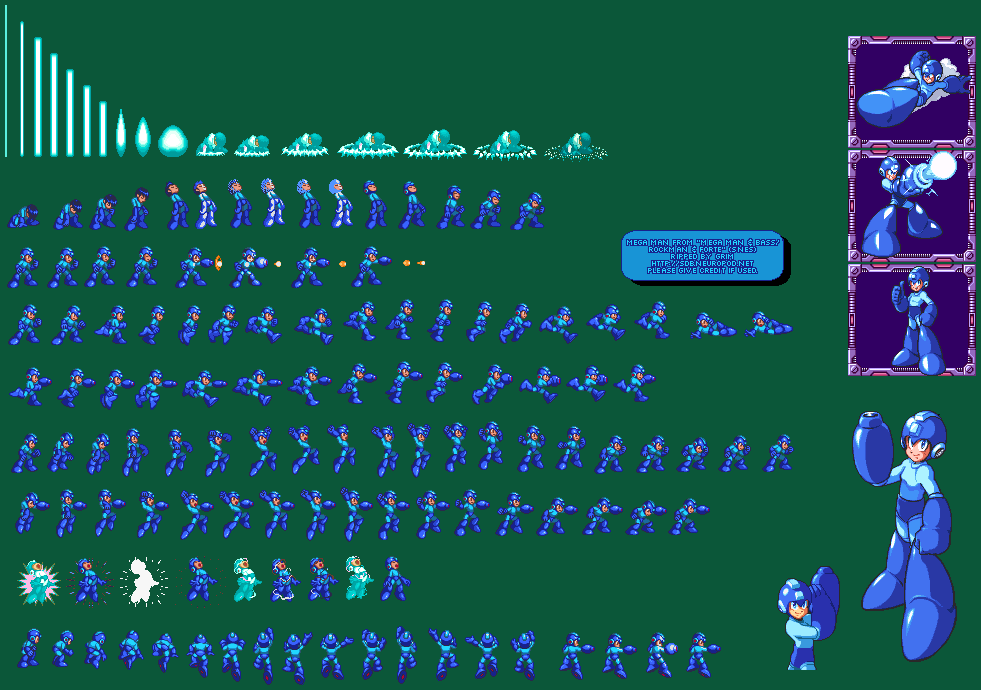 MEGA MAN FROM "MEGA MAN & BASS/
ROCKMAN & FORTE" (SNES)
RIPPED BY GRIM
HTTP://SDB.NEUROPOD.NET
PLEASE GIVE CREDIT IF USED.